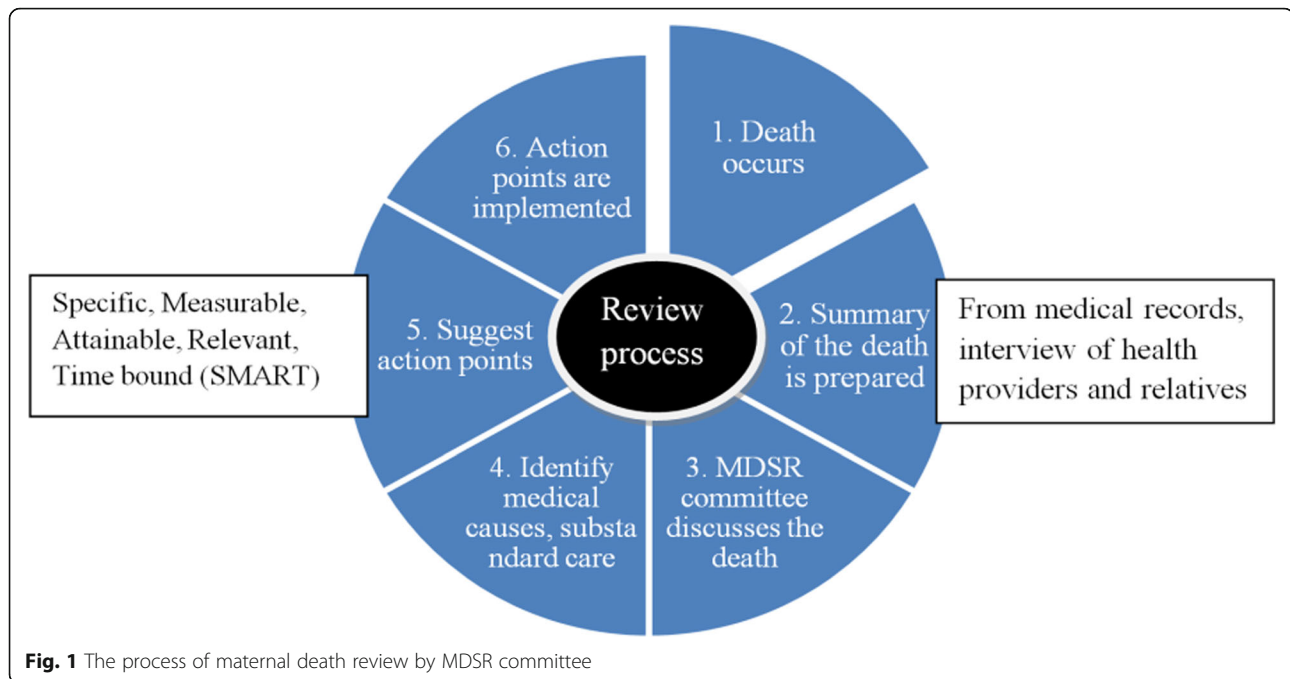 1. Death
occurs
2. Summary
of the death
is prepared
From medical records,
interview of health
providers and relatives
3. MDSR
committee
discusses the
death
4. Identify
medical
causes, substa
ndard care
5. Suggest
action points
Specific, Measurable,
Attainable, Relevant,
Time bound (SMART)
6. Action
points are
implemented
Review
process
Fig. 1 The process of maternal death review by MDSR committee